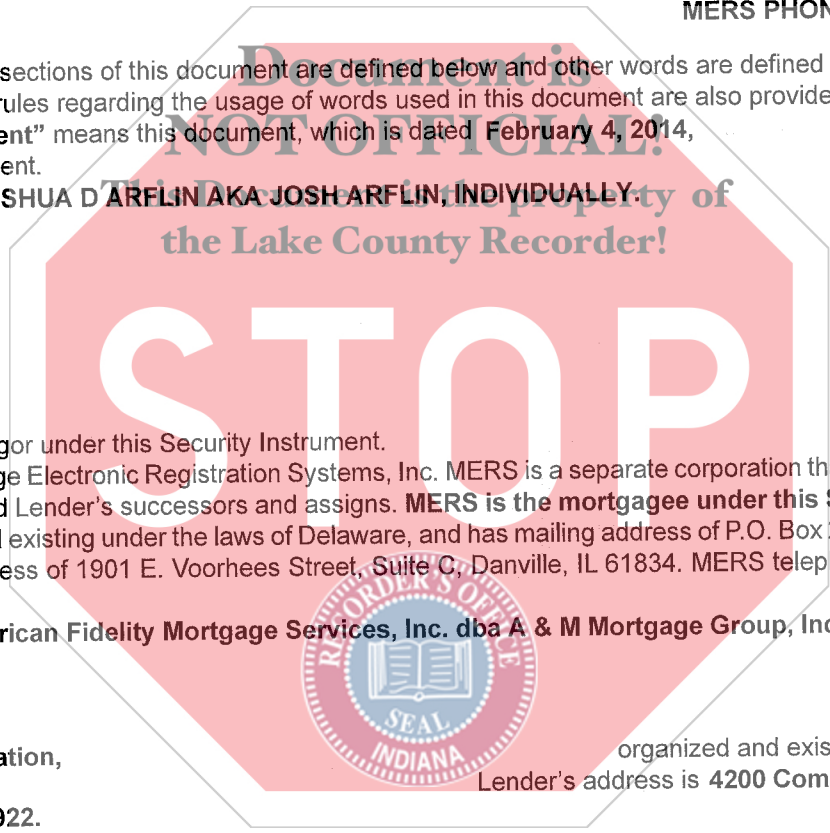 MERS PHON
Document is
sections of this document are defined below and other words are defined
rules regarding the usage of words used in this document are also provide
NOT OFFICIAL!
ent” means this document, which is dated February 4, 2014,
ent.
This Document is the property of
SHUA D ARFLIN AKA JOSH ARFLIN, INDIVIDUALLY.
the Lake County Recorder!
STOP
gor under this Security Instrument.
ge Electronic Registration Systems, Inc. MERS is a separate corporation th
d Lender's successors and assigns. MERS is the mortgagee under this S
l existing under the laws of Delaware, and has mailing address of P.O. Box 2
ess of 1901 E. Voorhees Street, Suite C, Danville, IL 61834. MERS telep
RECORDER'S OFFICE
rican Fidelity Mortgage Services, Inc. dba A & M Mortgage Group, Inc
SEAL
INDIANA
organized and exis
ation,
Lender's address is 4200 Com
922.